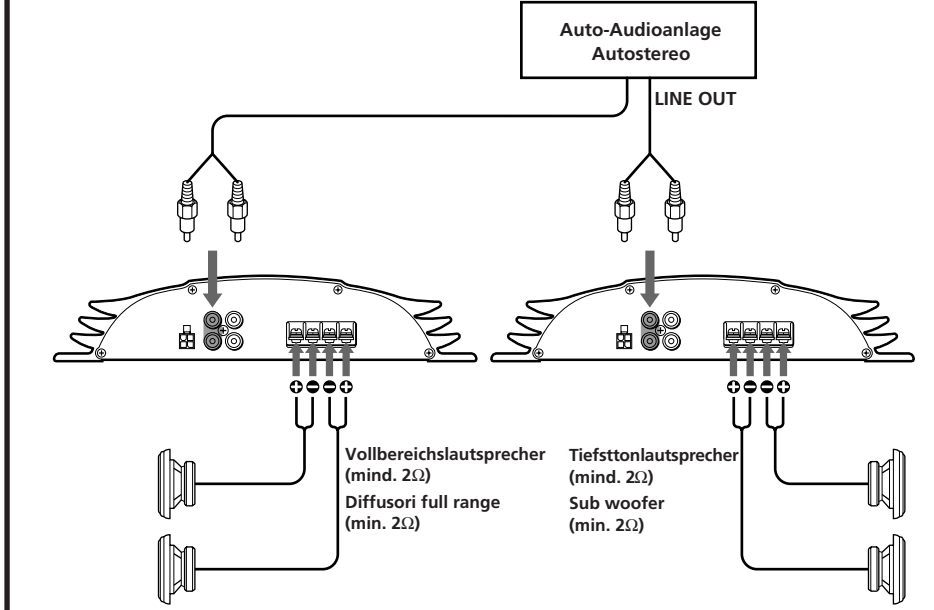 Auto-Audioanlage
Autostereo
LINE OUT
Vollbereichslautsprecher
(mind. 2Ω)
Diffusori full range
(min. 2Ω)
Tiefsttonlautsprecher
(mind. 2Ω)
Sub woofer
(min. 2Ω)